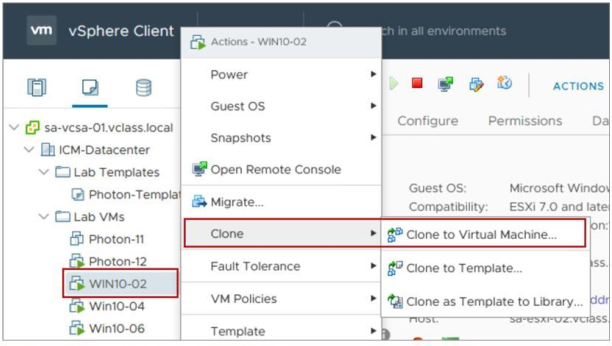 vm vSphere Client
ch in all environments
Actions - WIN10-02
Power
Guest OS
Snapshots
Open Remote Console
Migrate...
Clone
Fault Tolerance
VM Policies
Template
Clone to Virtual Machine...
Clone to Template...
Clone as Template to Library...
sa-vcsa-01.vclass.local
ICM-Datacenter
Lab Templates
Photon-Templat
Lab VMs
Photon-11
Photon-12
WIN10-02
Win10-04
Win10-06
ACTIONS
Configure Permissions Da
Guest OS: Microsoft Window
Compatibility: ESXi 7.0 and late
on:
ss.
ddr
Host: sa-esxi-02.vclass.